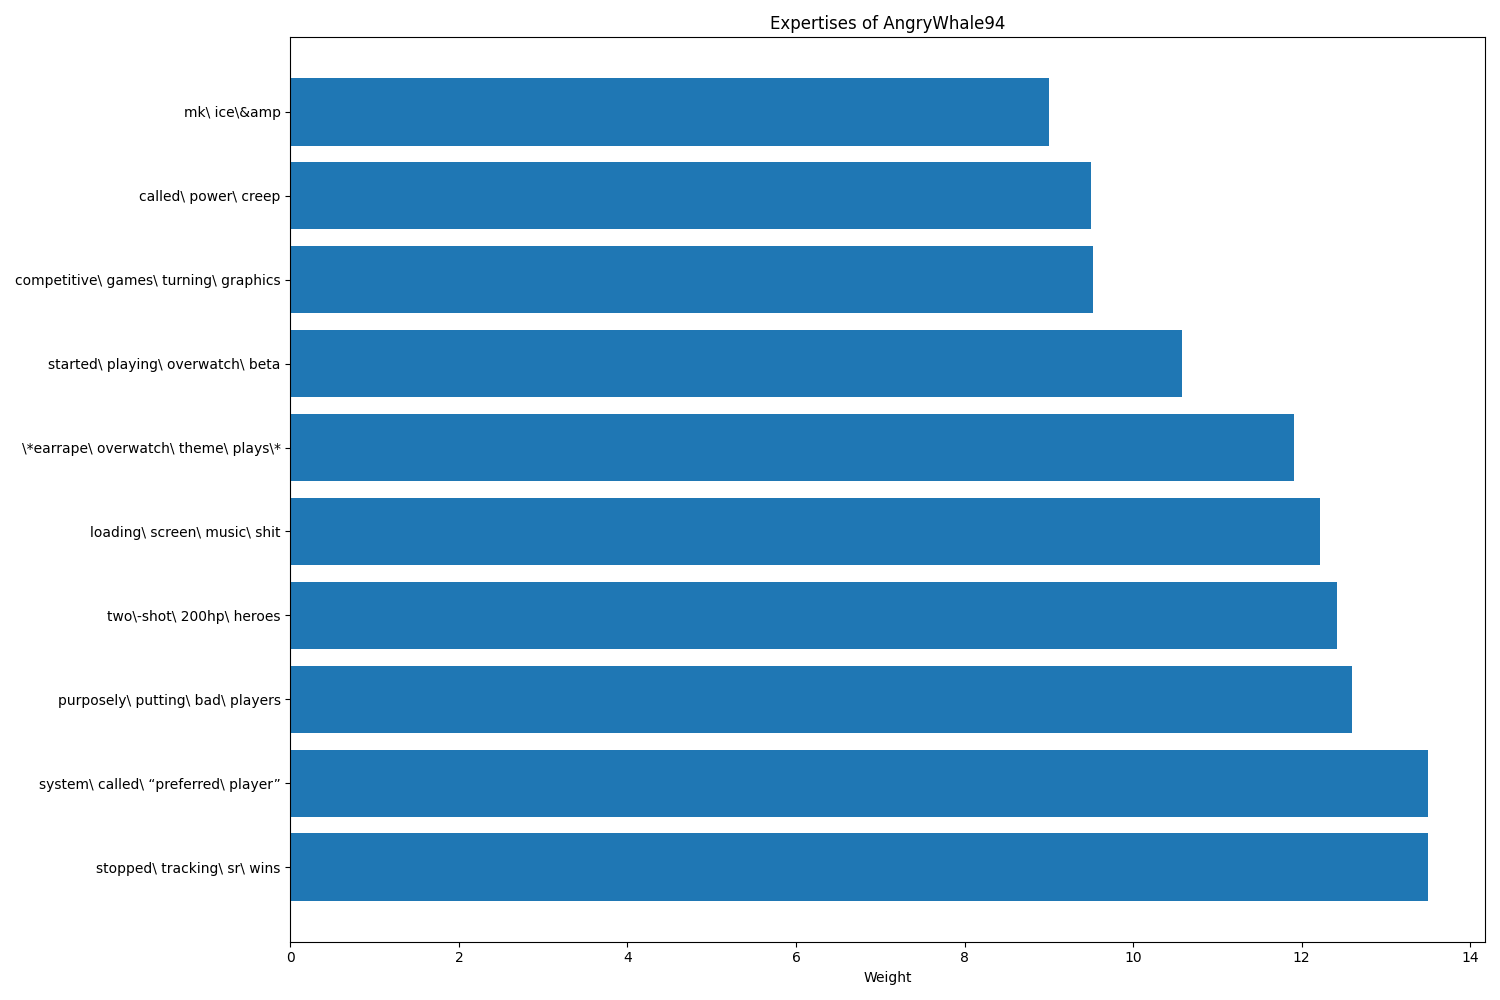 Expertises of AngryWhale94
mk\ ice\&amp
called\ power\ creep
competitive\ games\ turning\ graphics
started\ playing\ overwatch\ beta
\*earrape\ overwatch\ theme\ plays\*
loading\ screen\ music\ shit
two\-shot\ 200hp\ heroes
purposely\ putting\ bad\ players
system\ called\ “preferred\ player”
stopped\ tracking\ sr\ wins
0 2 4 6 8 10 12 14
Weight